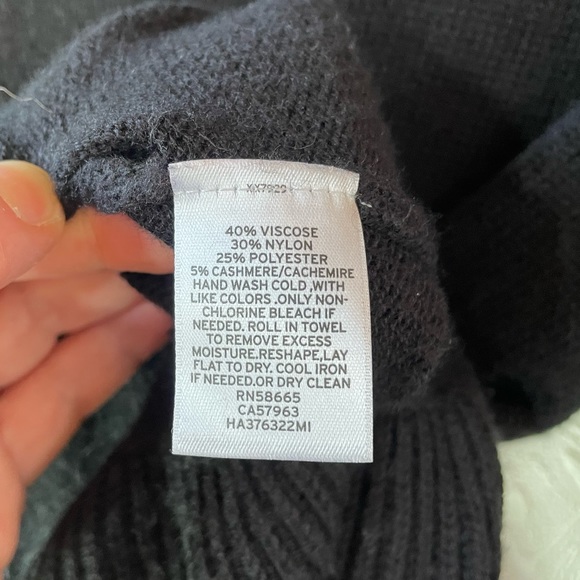 XX7929
40% VISCOSE
30% NYLON
25% POLYESTER
5% CASHMERE/CACHEMIRE
HAND WASH COLD ,WITH
LIKE COLORS .ONLY NON-
CHLORINE BLEACH IF
NEEDED. ROLL IN TOWEL
TO REMOVE EXCESS
MOISTURE.RESHAPE,LAY
FLAT TO DRY. COOL IRON
IF NEEDED.OR DRY CLEAN
RN58665
CA57963
HA376322MI